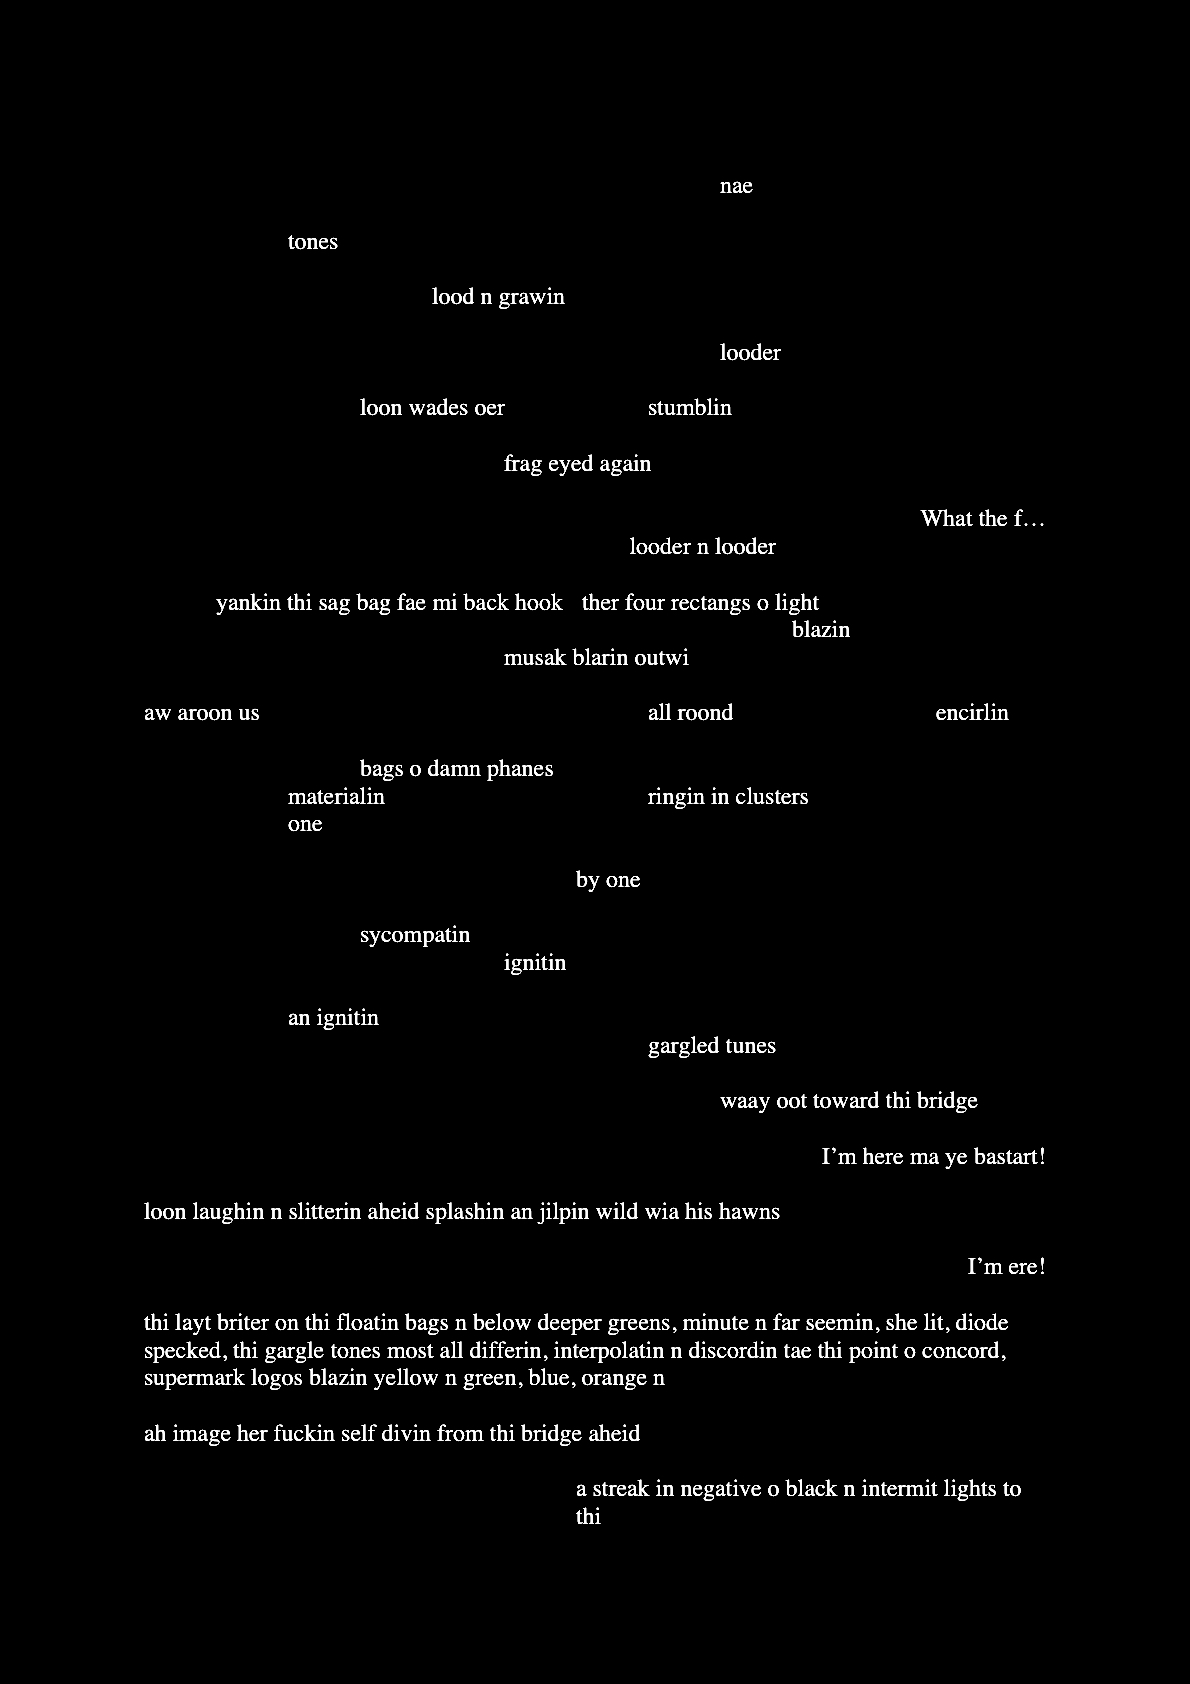 nae
tones
lood n grawin
looder
loon wades oer stumblin
frag eyed again
What the f…
looder n looder
yankin thi sag bag fae mi back hook ther four rectangs o light
blazin
musak blarin outwi
aw aroon us all roond encirlin
bags o damn phanes
materialin ringin in clusters
one
by one
sycompatin
ignitin
an ignitin
gargled tunes
waay oot toward thi bridge
I’m here ma ye bastart!
loon laughin n slitterin aheid splashin an jilpin wild wia his hawns
I’m ere!
thi layt briter on thi floatin bags n below deeper greens, minute n far seemin, she lit, diode
specked, thi gargle tones most all differin, interpolatin n discordin tae thi point o concord,
supermark logos blazin yellow n green, blue, orange n
ah image her fuckin self divin from thi bridge aheid
a streak in negative o black n intermit lights to
thi